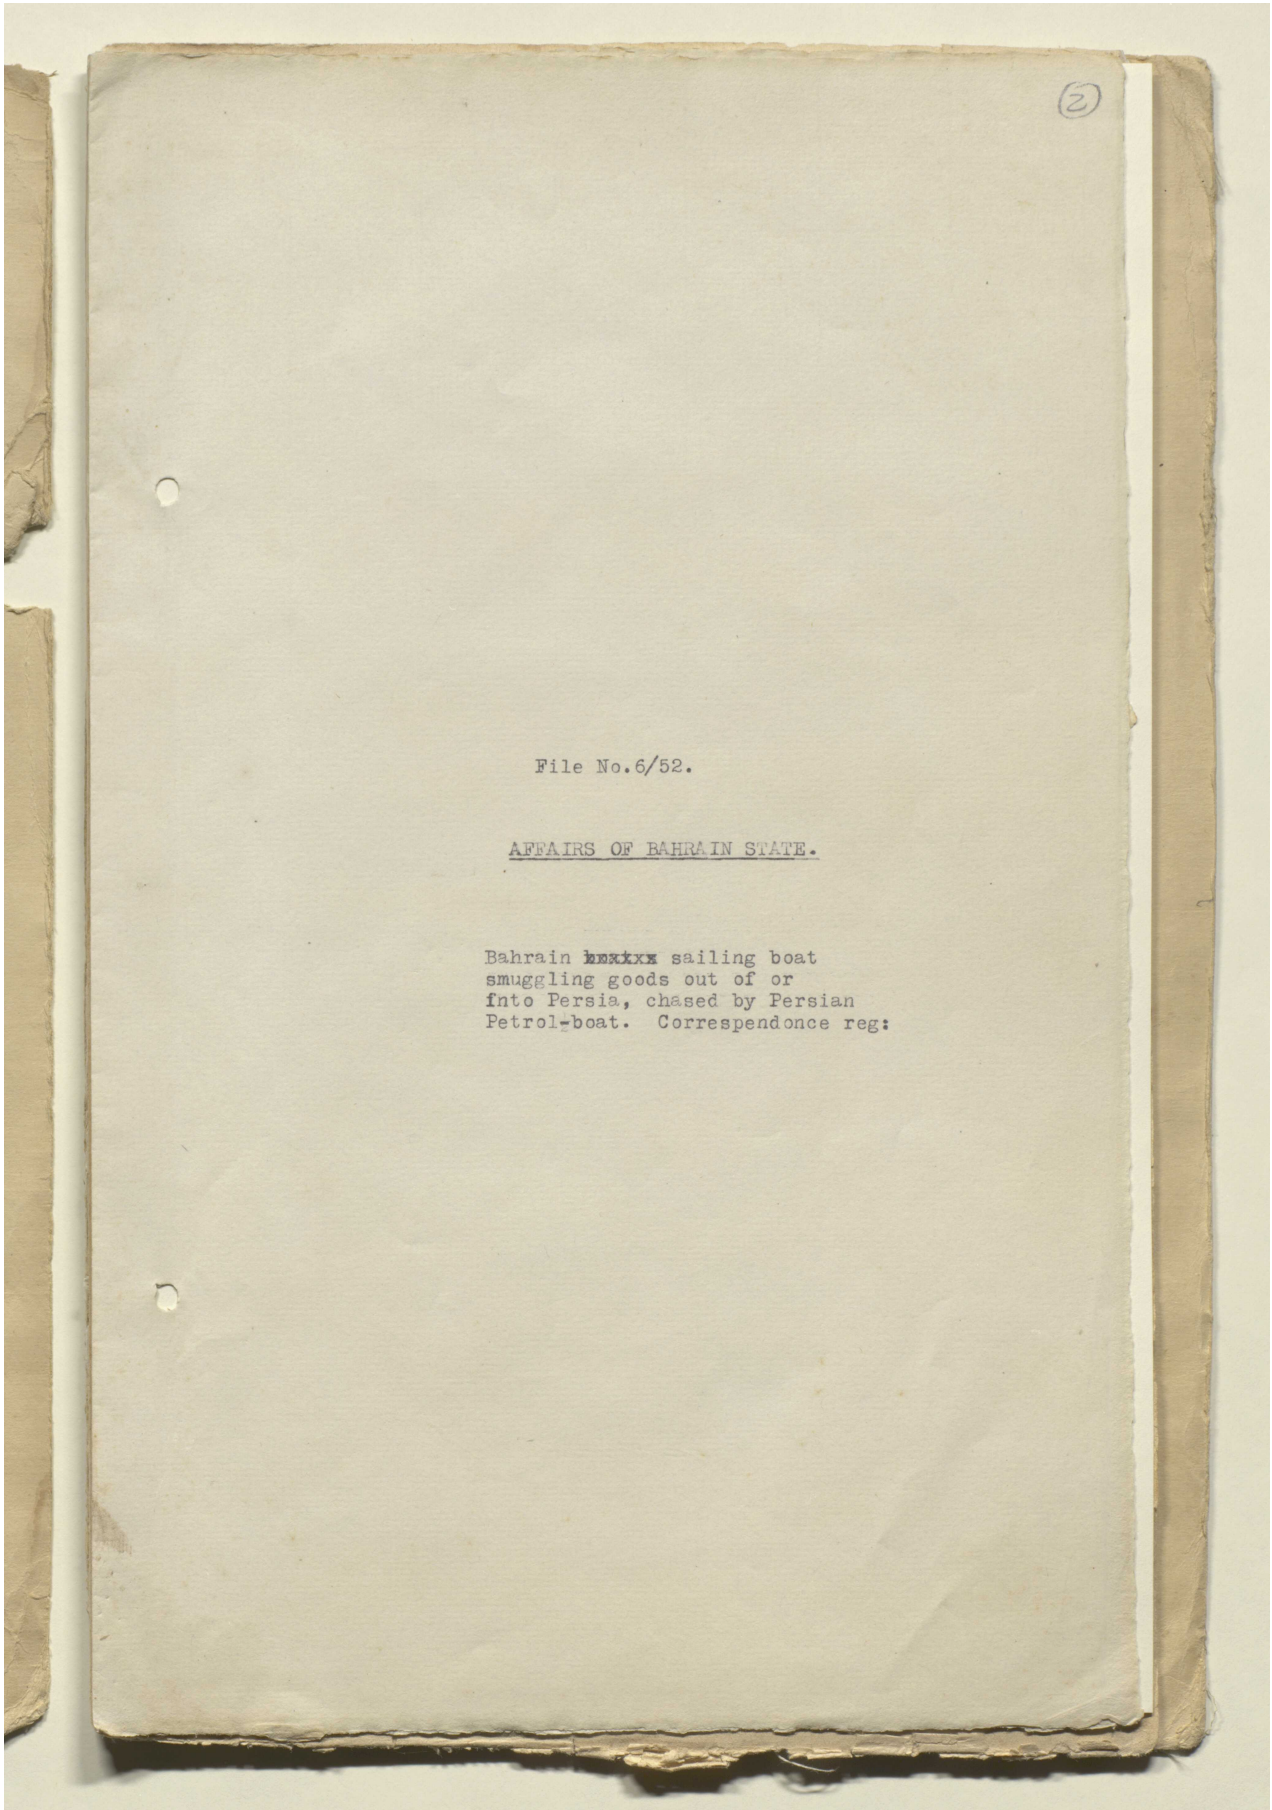 2
File No.6/52.
AFFAIRS OF BAHRAIN STATE.
Bahrain sailing boat
smuggling goods out of or
fnto Persia, chased by Persian
Petrol-boat. Correspendonce reg: